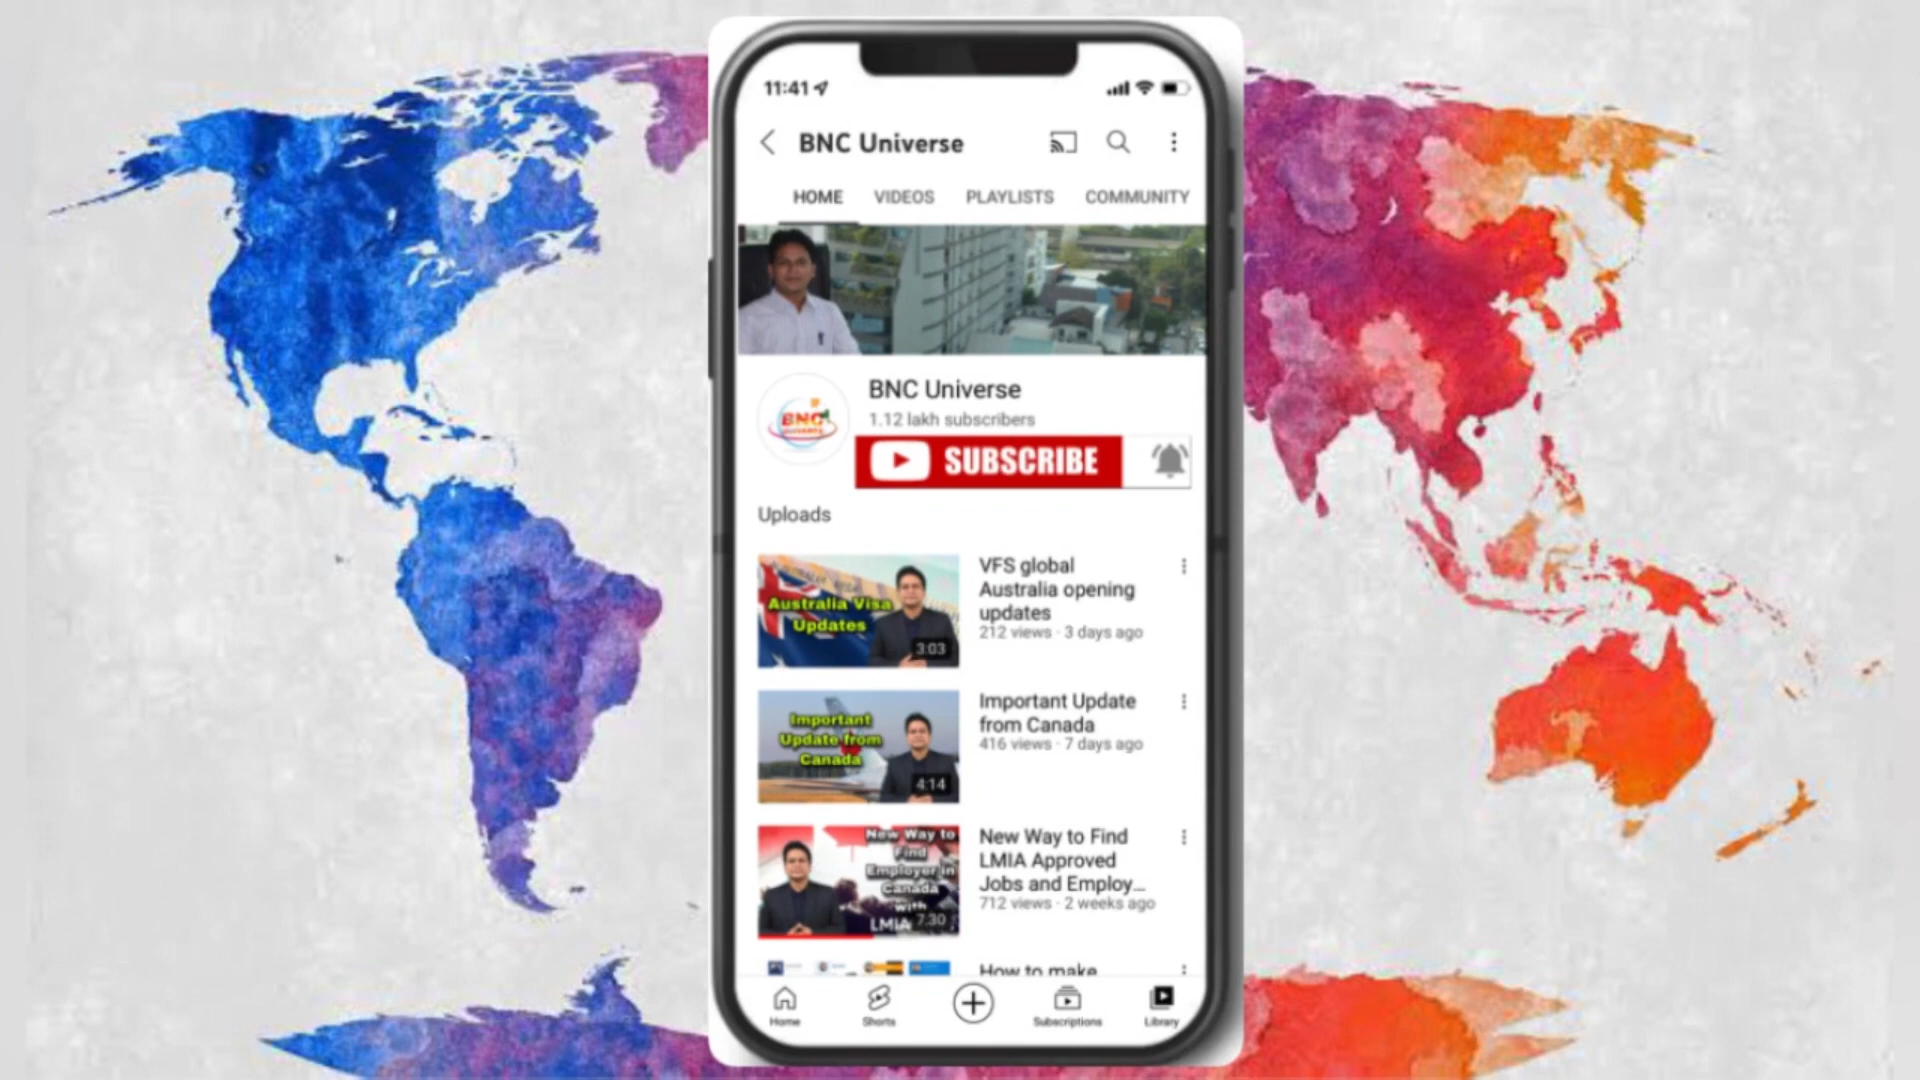 11:41
BNC Universe
HOME VIDEOS PLAYLISTS COMMUNITY
BNC
BNC Universe
1.12 lakh subscribers
SUBSCRIBE
Uploads
Australia Visa
Updates
3:03
VFS global
Australia opening
updates
212 views · 3 days ago
Important
Update from
Canada
4:14
Important Update
from Canada
416 views · 7 days ago
New Way to
Find
Employer in
Canada
with
LMIA
7:30
New Way to Find
LMIA Approved
Jobs and Employ...
712 views · 2 weeks ago
How to make
Home Shorts Subscriptions Library